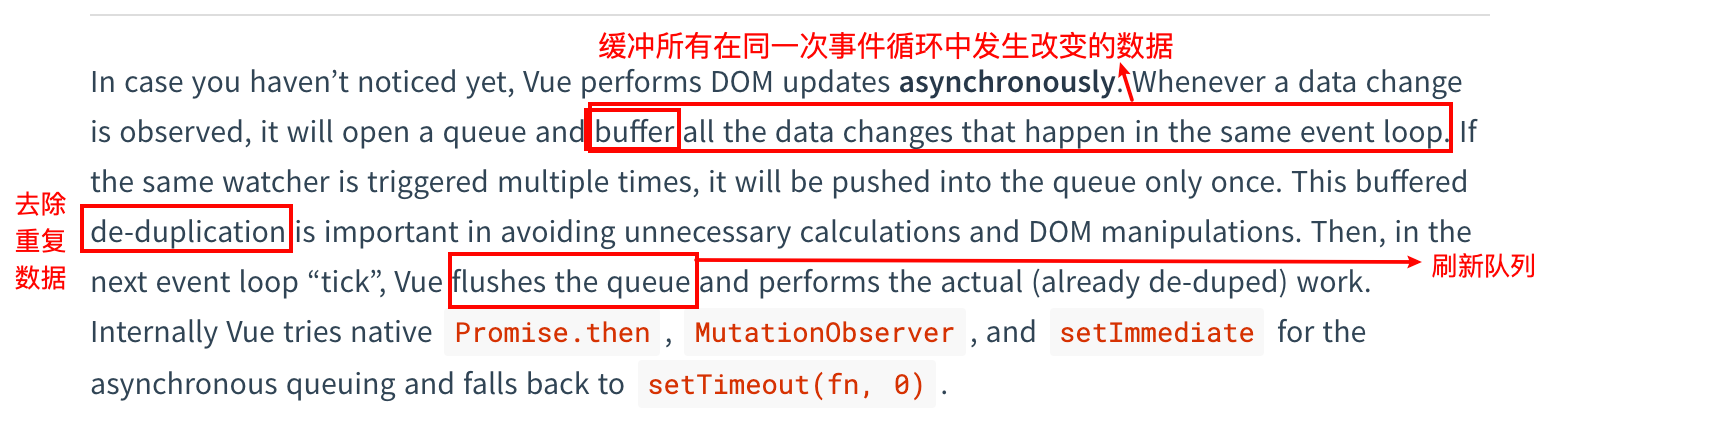 缓冲所有在同一次事件循环中发生改变的数据
In case you haven’t noticed yet, Vue performs DOM updates asynchronously. Whenever a data change
is observed, it will open a queue and buffer all the data changes that happen in the same event loop. If
the same watcher is triggered multiple times, it will be pushed into the queue only once. This buffered
去除
重复
数据
de-duplication is important in avoiding unnecessary calculations and DOM manipulations. Then, in the
next event loop “tick”, Vue flushes the queue and performs the actual (already de-duped) work.
刷新队列
Internally Vue tries native Promise.then, MutationObserver, and setImmediate for the
asynchronous queuing and falls back to setTimeout(fn, 0).